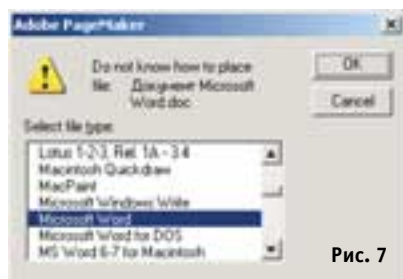 Adobe PageMaker
Do not know how to place
file: Документ Microsoft
Word.doc
OK
Cancel
Select file type:
Lotus 1-2-3, Rel. 1A - 3.4
Macintosh Quickdraw
MacPaint
Microsoft Windows Write
Microsoft Word
Microsoft Word for DOS
MS Word 6-7 for Macintosh
Рис. 7